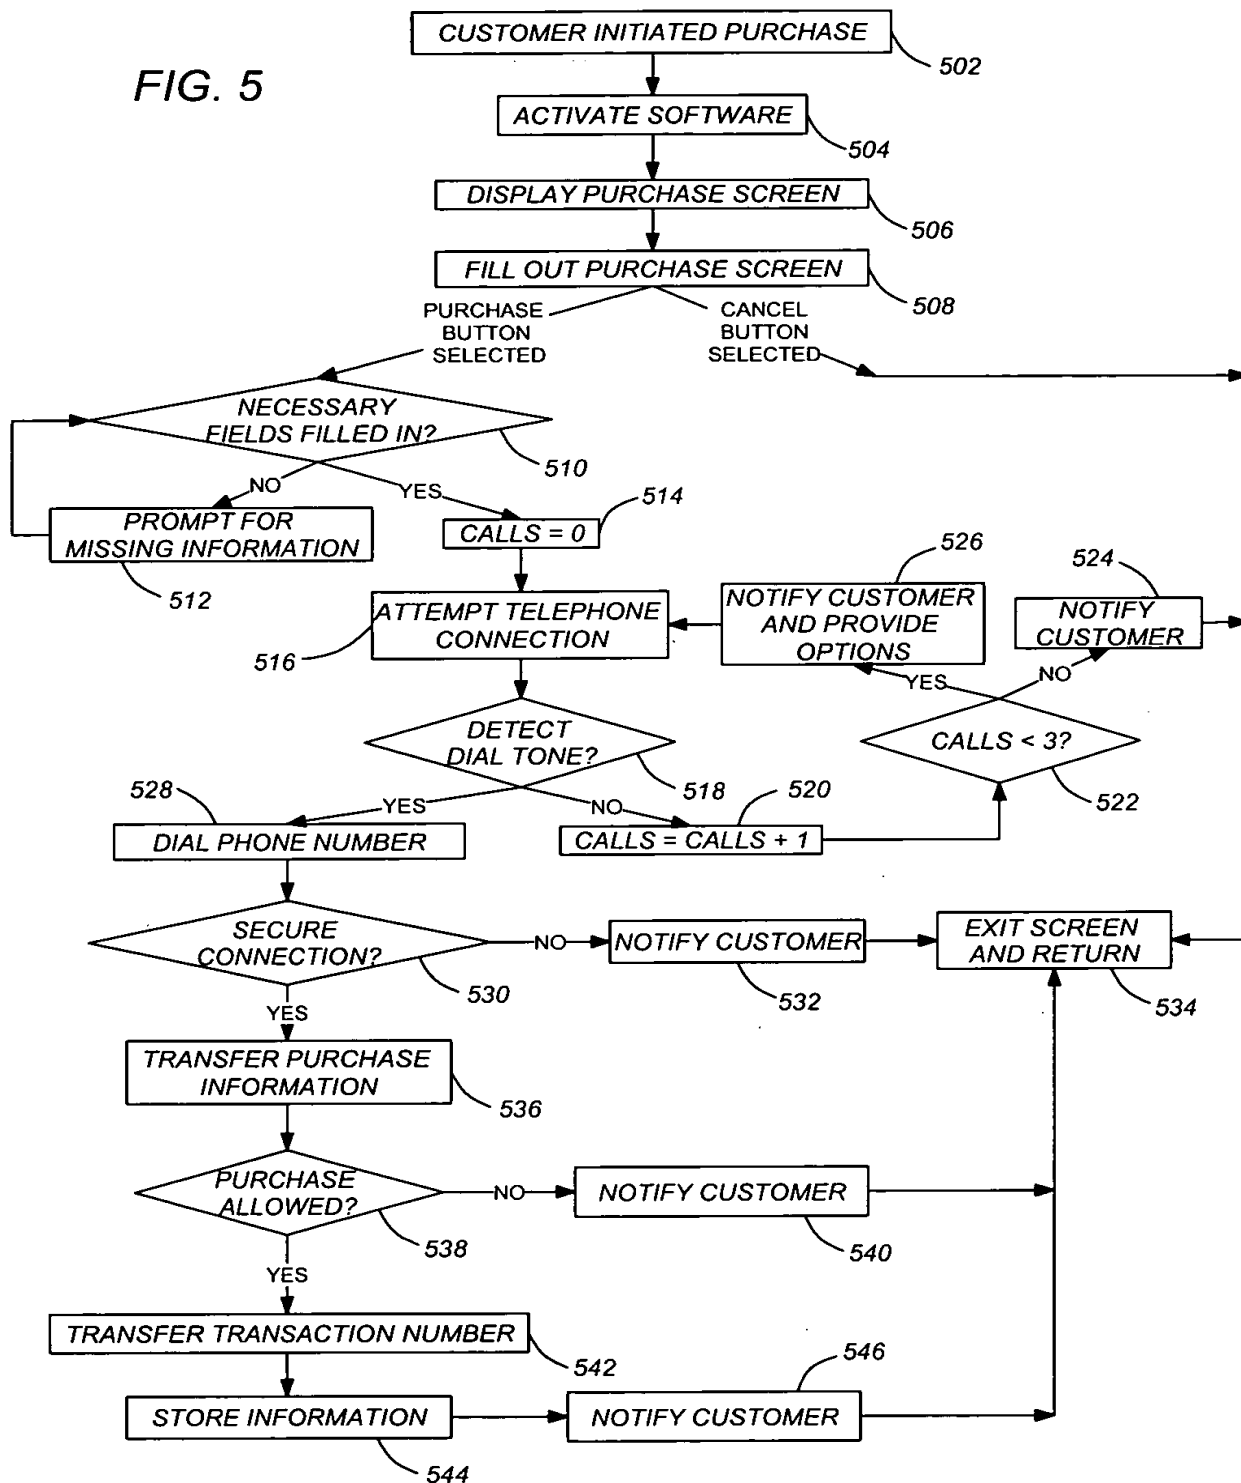 FIG. 5
CUSTOMER INITIATED PURCHASE
502
ACTIVATE SOFTWARE
504
DISPLAY PURCHASE SCREEN
506
FILL OUT PURCHASE SCREEN
508
PURCHASE
BUTTON
SELECTED
CANCEL
BUTTON
SELECTED
NECESSARY
FIELDS FILLED IN?
510
NO
YES
PROMPT FOR
MISSING INFORMATION
512
CALLS = 0
514
ATTEMPT TELEPHONE
CONNECTION
516
NOTIFY CUSTOMER
AND PROVIDE
OPTIONS
526
NOTIFY
CUSTOMER
524
YES
NO
DETECT
DIAL TONE?
518
CALLS < 3?
522
YES
NO
528
DIAL PHONE NUMBER
CALLS = CALLS + 1
520
SECURE
CONNECTION?
530
NO
NOTIFY CUSTOMER
532
EXIT SCREEN
AND RETURN
534
YES
TRANSFER PURCHASE
INFORMATION
536
PURCHASE
ALLOWED?
538
NO
NOTIFY CUSTOMER
540
YES
TRANSFER TRANSACTION NUMBER
542
STORE INFORMATION
544
NOTIFY CUSTOMER
546